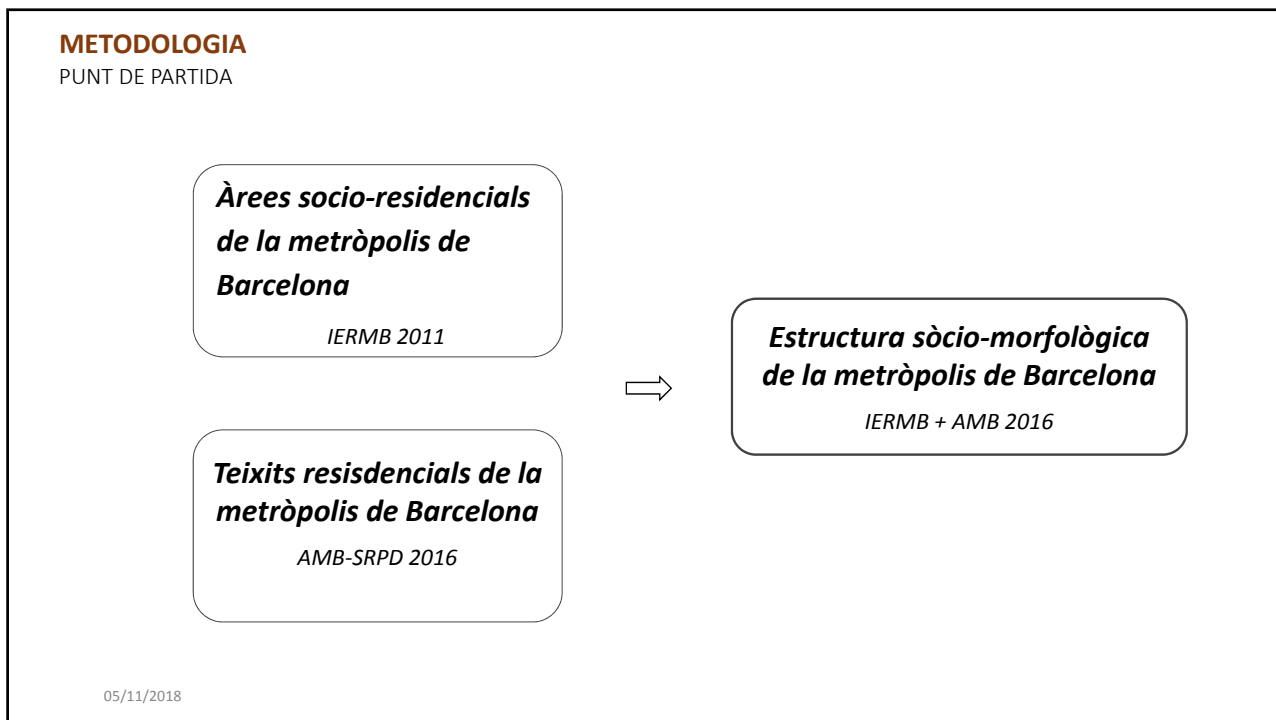 METODOLOGIA
PUNT DE PARTIDA
Àrees socio-residencials
de la metròpolis de
Barcelona
IERMB 2011
Teixits resisdencials de la
metròpolis de Barcelona
AMB-SRPD 2016
Estructura sòcio-morfològica
de la metròpolis de Barcelona
IERMB + AMB 2016
05/11/2018